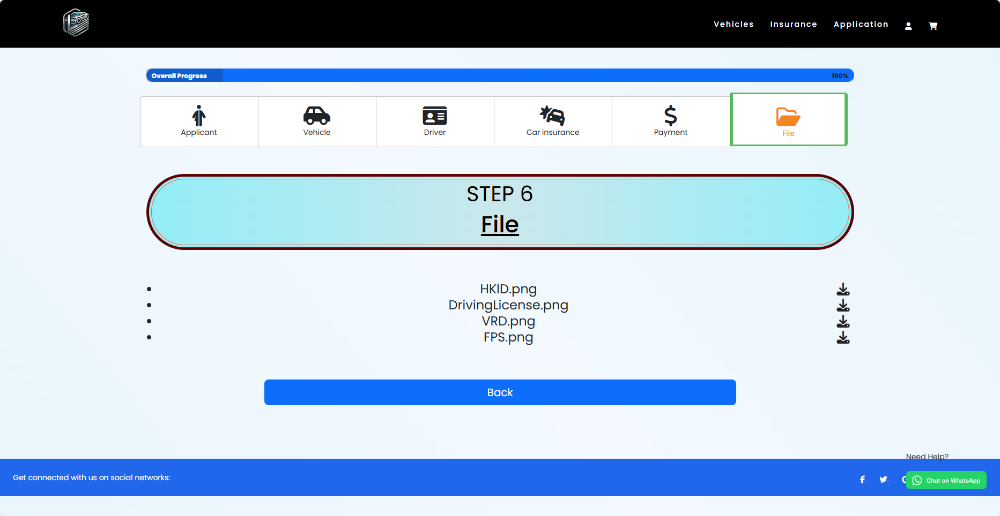 Vehicles Insurance Application
Overall Progress 100%
Applicant Vehicle Driver Car insurance Payment File
STEP 6
File
HKID.png
DrivingLicense.png
VRD.png
FPS.png
Back
Need Help?
Get connected with us on social networks:
Chat on WhatsApp